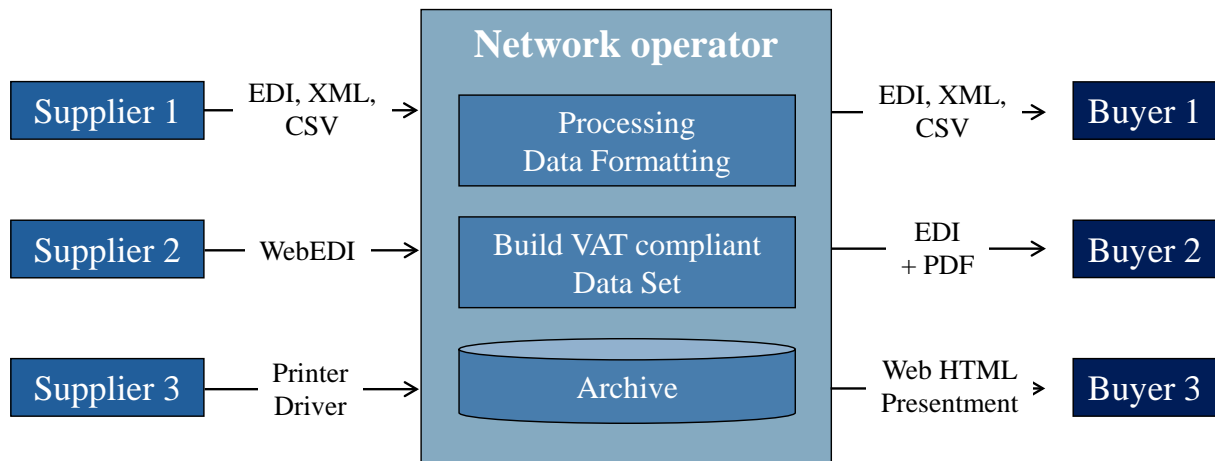 Network operator
Supplier 1
EDI, XML,
CSV
Processing
Data Formatting
EDI, XML,
CSV
Buyer 1
Supplier 2
WebEDI
Build VAT compliant
Data Set
EDI
+ PDF
Buyer 2
Supplier 3
Printer
Driver
Archive
Web HTML
Presentment
Buyer 3